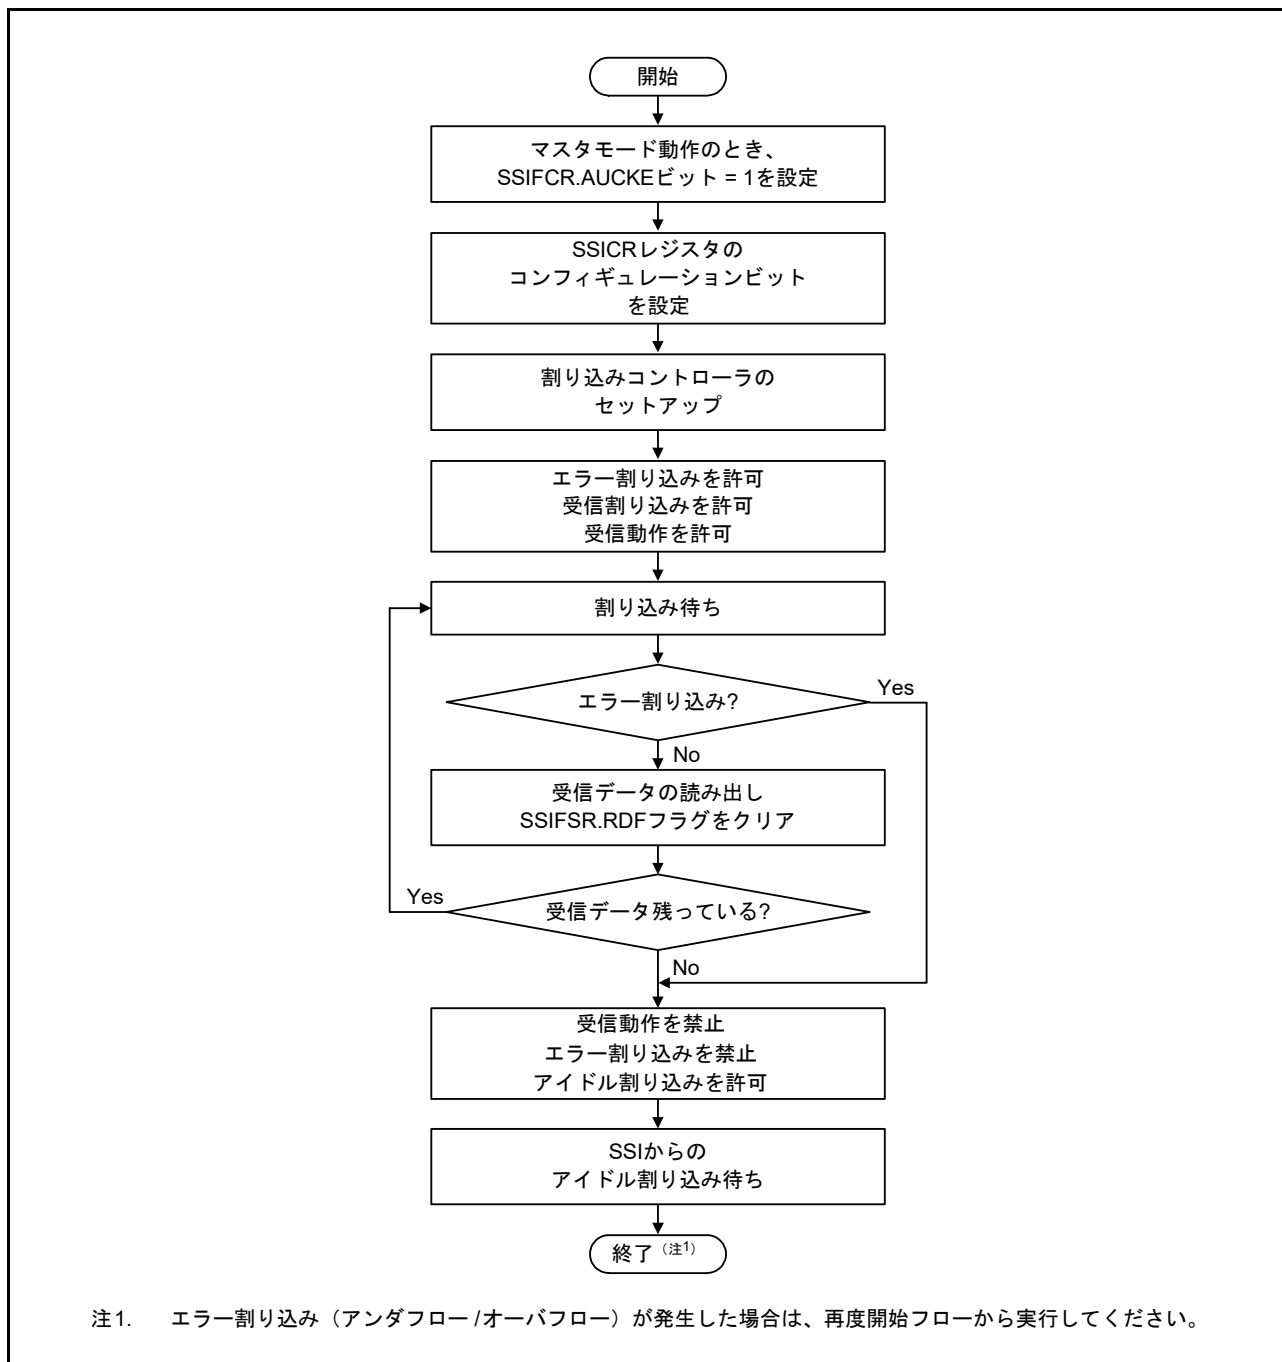 開始
マスタモード動作のとき、
SSIFCR.AUCKEビット = 1を設定
SSICRレジスタの
コンフィギュレーションビット
を設定
割り込みコントローラの
セットアップ
エラー割り込みを許可
受信割り込みを許可
受信動作を許可
割り込み待ち
エラー割り込み?
Yes
No
受信データの読み出し
SSIFSR.RDFフラグをクリア
Yes
受信データ残っている?
No
受信動作を禁止
エラー割り込みを禁止
アイドル割り込みを許可
SSIからの
アイドル割り込み待ち
終了（注1）
注1. エラー割り込み（アンダフロー/オーバフロー）が発生した場合は、再度開始フローから実行してください。